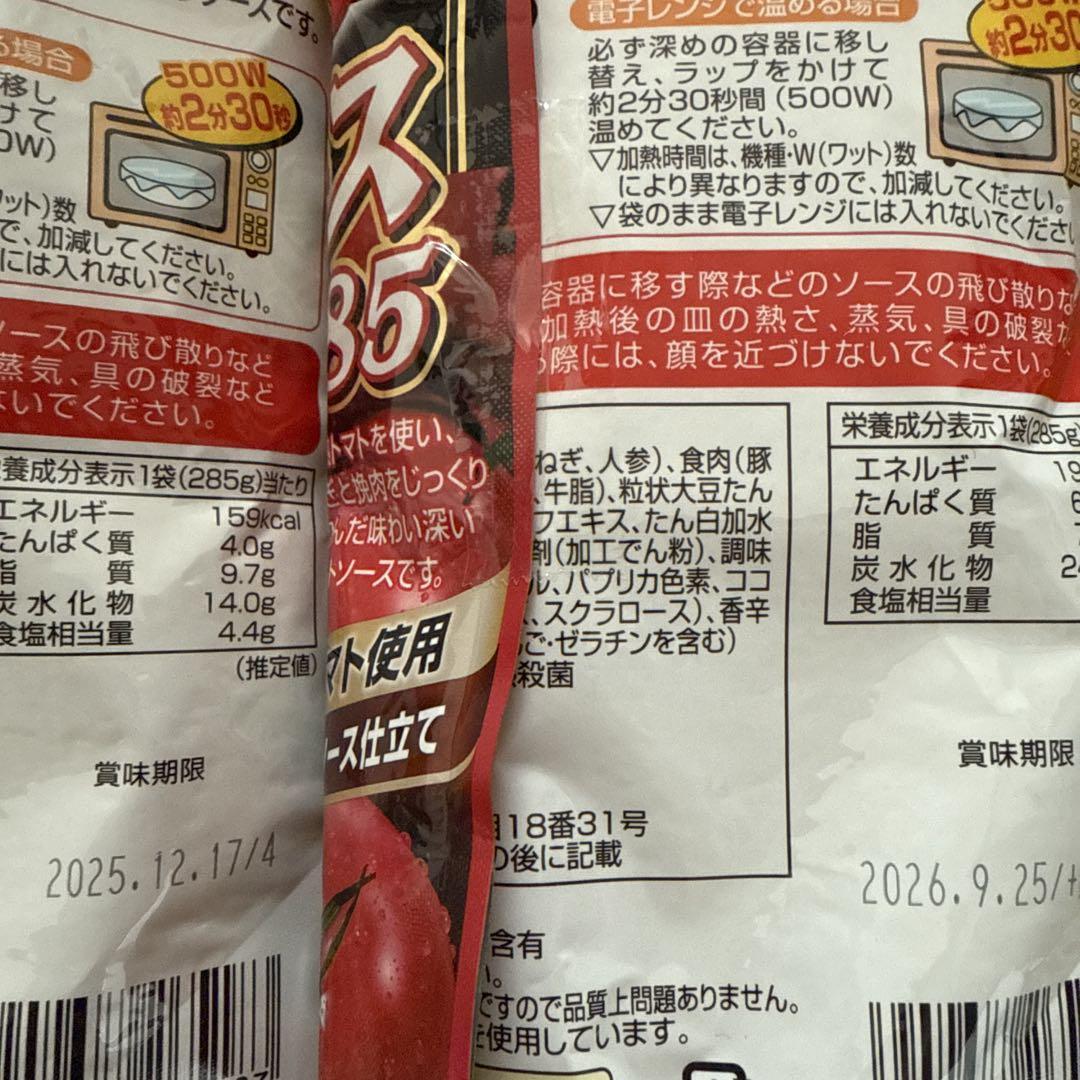 ソースです。
る場合
移し
けて
0W)
500W
約2分30秒
ワット)数
で、加減してください。
には入れないでください。
ソースの飛び散りなど
蒸気、具の破裂など
ないでください。
栄養成分表示1袋(285g)当たり
エネルギー 159kcal
たんぱく質 4.0g
脂質 9.7g
炭水化物 14.0g
食塩相当量 4.4g
(推定値)
賞味期限
2025.12.17/4
ス
85
トマトを使い、
と挽肉をじっくり
んだ味わい深い
ソースです。
マト使用
ース仕立て
電子レンジで温める場合
必ず深めの容器に移し
替え、ラップをかけて
約2分30秒間(500W)
温めてください。
▽加熱時間は、機種・W(ワット)数
により異なりますので、加減してください。
▽袋のまま電子レンジには入れないでくださ
500W
約2分30
容器に移す際などのソースの飛び散りな
加熱後の皿の熱さ、蒸気、具の破裂な
際には、顔を近づけないでください。
ねぎ、人参)、食肉(豚
、牛脂)、粒状大豆たん
フエキス、たん白加水
剤(加工でん粉)、調味
ル、パプリカ色素、ココ
、スクラロース)、香辛
ご・ゼラチンを含む)
殺菌
目18番31号
の後に記載
含有
い。
ですので品質上問題ありません。
を使用しています。
栄養成分表示1袋(285g)
エネルギー 19
たんぱく質 6
脂質 7
炭水化物 24
食塩相当量
賞味期限
2026.9.25/+